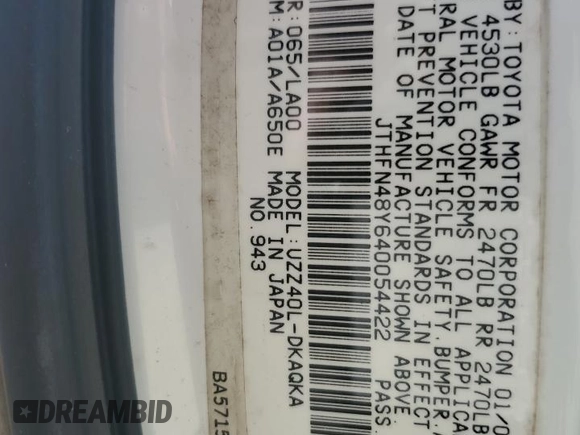 BY:TOYOTA MOTOR CORPORATION 01/0
4530LB GAWR FR 2470LB RR 2470LB
VEHICLE CONFORMS TO ALL APPLICA
RAL MOTOR VEHICLE SAFETY.BUMPER.
T PREVENTION STANDARDS IN EFFECT
DATE OF MANUFACTURE SHOWN ABOVE.
JTHFN48Y640054422 PASS.
R: 065/LA00 MODEL:UZZ40L-DKAQKA
M: A01A/A650E MADE IN JAPAN
NO.943
BA5715
DREAMBID